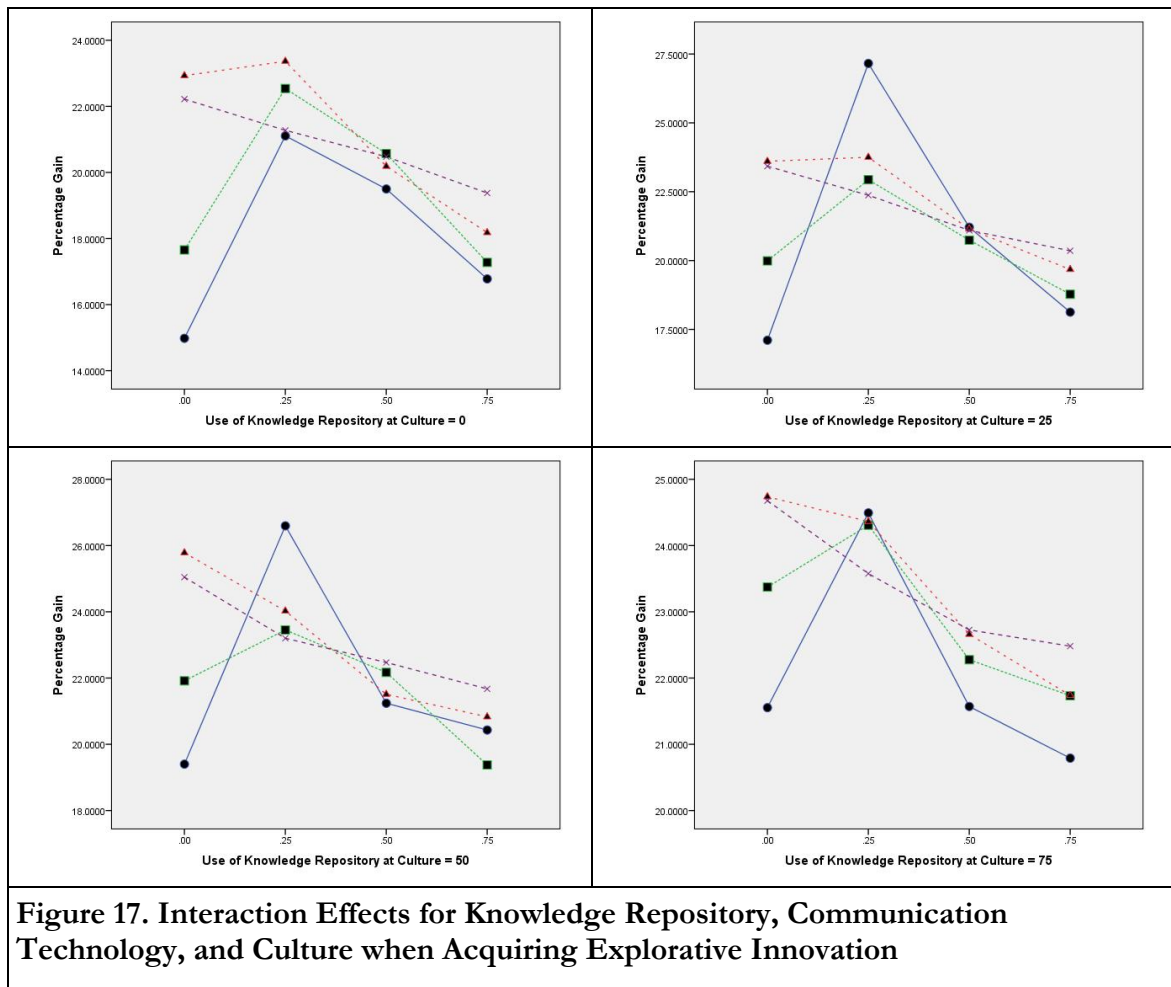 24.0000
22.0000
20.0000
18.0000
16.0000
14.0000
Percentage Gain
.00 .25 .50 .75
Use of Knowledge Repository at Culture = 0
27.5000
25.0000
22.5000
20.0000
17.5000
Percentage Gain
.00 .25 .50 .75
Use of Knowledge Repository at Culture = 25
28.0000
26.0000
24.0000
22.0000
20.0000
18.0000
Percentage Gain
.00 .25 .50 .75
Use of Knowledge Repository at Culture = 50
25.0000
24.0000
23.0000
22.0000
21.0000
20.0000
Percentage Gain
.00 .25 .50 .75
Use of Knowledge Repository at Culture = 75
Figure 17. Interaction Effects for Knowledge Repository, Communication
Technology, and Culture when Acquiring Explorative Innovation